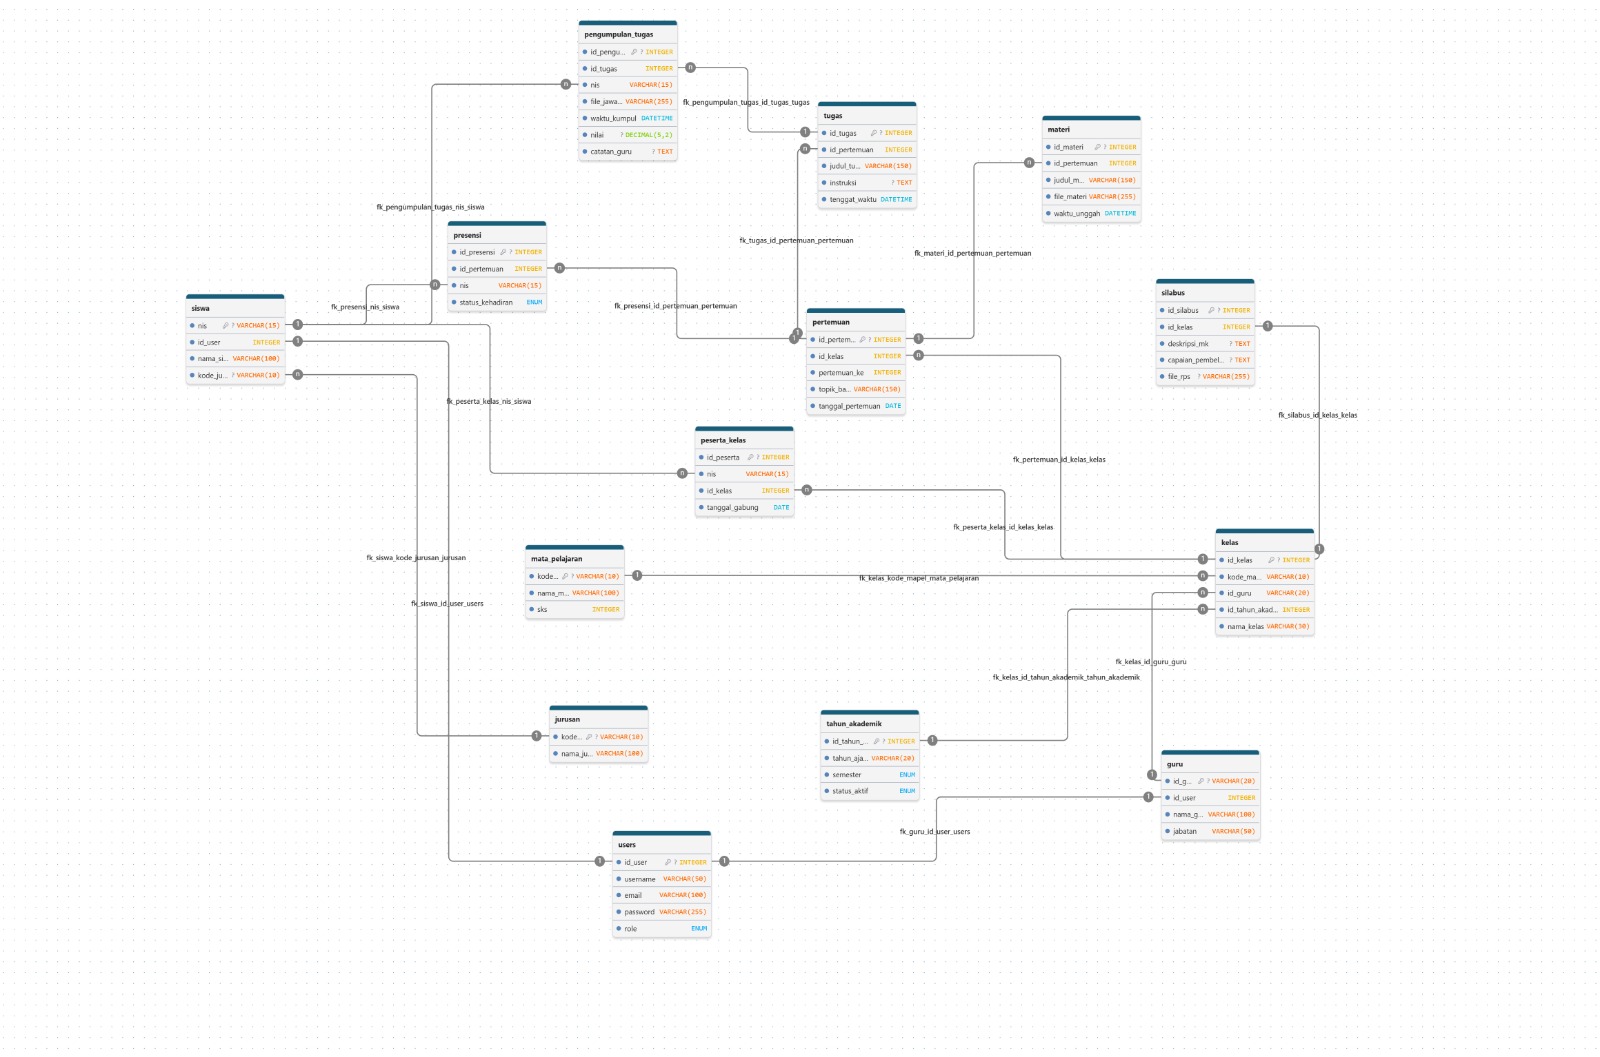 pengumpulan_tugas
id_pengu... ? INTEGER
id_tugas INTEGER
nis VARCHAR(15)
file_jawa... VARCHAR(255)
waktu_kumpul DATETIME
nilai ? DECIMAL(5,2)
catatan_guru ? TEXT
fk_pengumpulan_tugas_id_tugas_tugas
tugas
id_tugas ? INTEGER
id_pertemuan INTEGER
judul_tu... VARCHAR(150)
instruksi ? TEXT
tenggat_waktu DATETIME
materi
id_materi ? INTEGER
id_pertemuan INTEGER
judul_m... VARCHAR(150)
file_materi VARCHAR(255)
waktu_unggah DATETIME
fk_pengumpulan_tugas_nis_siswa
presensi
id_presensi ? INTEGER
id_pertemuan INTEGER
nis VARCHAR(15)
status_kehadiran ENUM
fk_tugas_id_pertemuan_pertemuan
fk_materi_id_pertemuan_pertemuan
fk_presensi_nis_siswa
fk_presensi_id_pertemuan_pertemuan
siswa
nis ? VARCHAR(15)
id_user INTEGER
nama_si... VARCHAR(100)
kode_ju... ? VARCHAR(10)
pertemuan
id_pertem... ? INTEGER
id_kelas INTEGER
pertemuan_ke INTEGER
topik_ba... VARCHAR(150)
tanggal_pertemuan DATE
silabus
id_silabus ? INTEGER
id_kelas INTEGER
deskripsi_mk ? TEXT
capaian_pembel... ? TEXT
file_rps ? VARCHAR(255)
fk_peserta_kelas_nis_siswa
fk_silabus_id_kelas_kelas
peserta_kelas
id_peserta ? INTEGER
nis VARCHAR(15)
id_kelas INTEGER
tanggal_gabung DATE
fk_pertemuan_id_kelas_kelas
fk_peserta_kelas_id_kelas_kelas
kelas
id_kelas ? INTEGER
kode_ma... VARCHAR(10)
id_guru VARCHAR(20)
id_tahun_akad... INTEGER
nama_kelas VARCHAR(50)
fk_siswa_kode_jurusan_jurusan
mata_pelajaran
kode... ? VARCHAR(10)
nama_m... VARCHAR(100)
sks INTEGER
fk_kelas_kode_mapel_mata_pelajaran
fk_siswa_id_user_users
fk_kelas_id_guru_guru
fk_kelas_id_tahun_akademik_tahun_akademik
jurusan
kode... ? VARCHAR(10)
nama_ju... VARCHAR(100)
tahun_akademik
id_tahun_... ? INTEGER
tahun_aja... VARCHAR(20)
semester ENUM
status_aktif ENUM
guru
id_g... ? VARCHAR(20)
id_user INTEGER
nama_g... VARCHAR(100)
jabatan VARCHAR(50)
fk_guru_id_user_users
users
id_user ? INTEGER
username VARCHAR(50)
email VARCHAR(100)
password VARCHAR(255)
role ENUM